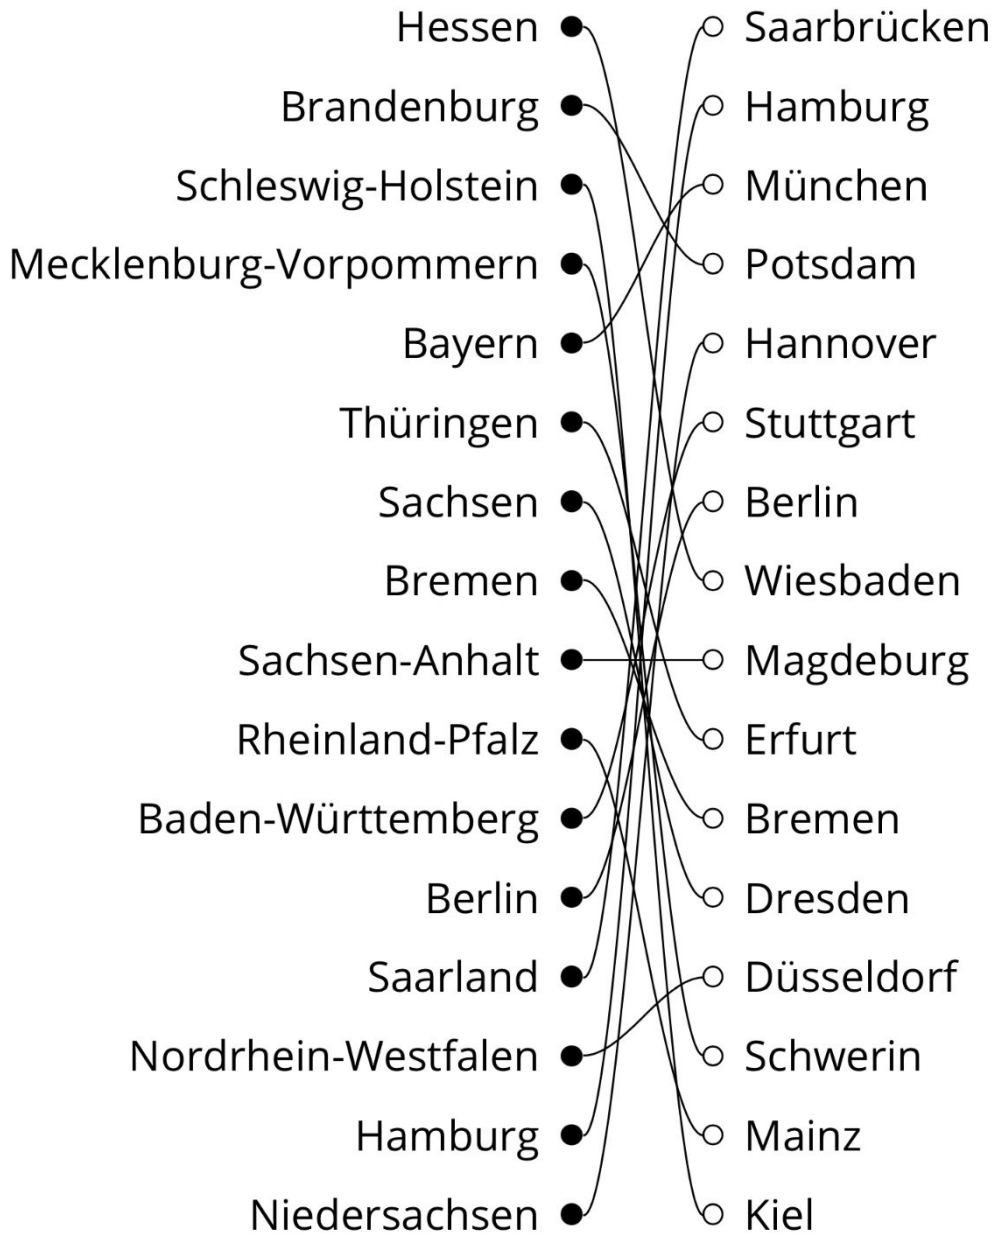 Hessen Saarbrücken
Brandenburg Hamburg
Schleswig-Holstein München
Mecklenburg-Vorpommern Potsdam
Bayern Hannover
Thüringen Stuttgart
Sachsen Berlin
Bremen Wiesbaden
Sachsen-Anhalt Magdeburg
Rheinland-Pfalz Erfurt
Baden-Württemberg Bremen
Berlin Dresden
Saarland Düsseldorf
Nordrhein-Westfalen Schwerin
Hamburg Mainz
Niedersachsen Kiel